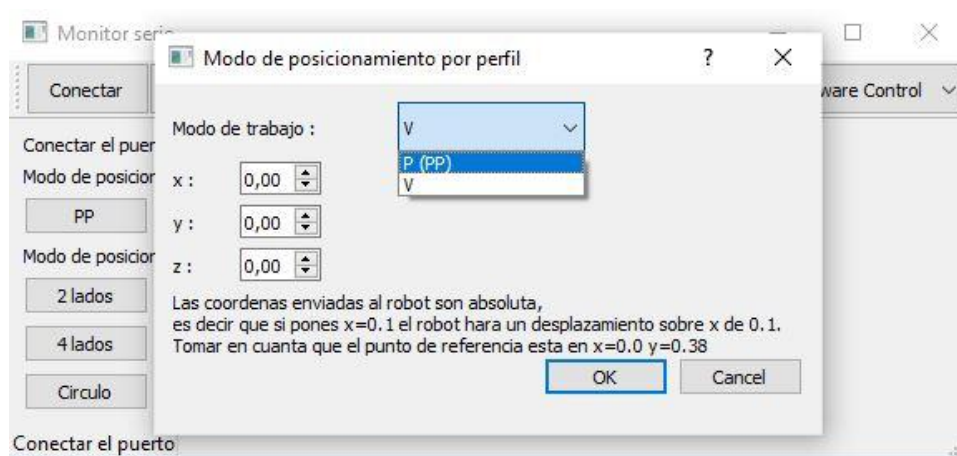 Monitor serie
Modo de posicionamiento por perfil
?
Conectar
ware Control
Modo de trabajo :
V
P (PP)
V
Conectar el puer
Modo de posicior
x :
0,00
PP
y :
0,00
Modo de posicior
z :
0,00
2 lados
Las coordenas enviadas al robot son absoluta,
es decir que si pones x=0.1 el robot hara un desplazamiento sobre x de 0.1.
4 lados
Tomar en cuanta que el punto de referencia esta en x=0.0 y=0.38
OK
Cancel
Circulo
Conectar el puerto